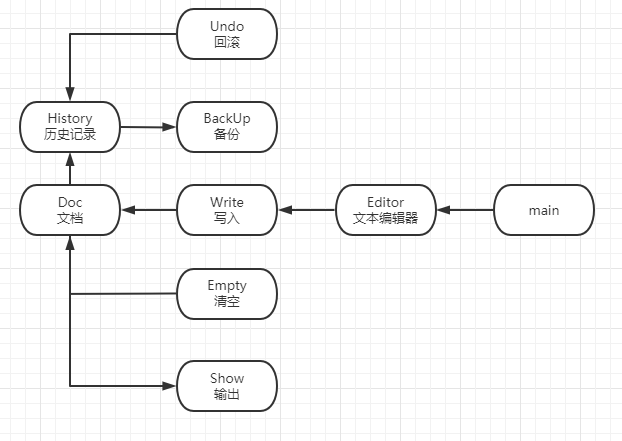 Undo
回滚
History
历史记录
BackUp
备份
Doc
文档
Write
写入
Editor
文本编辑器
main
Empty
清空
Show
输出